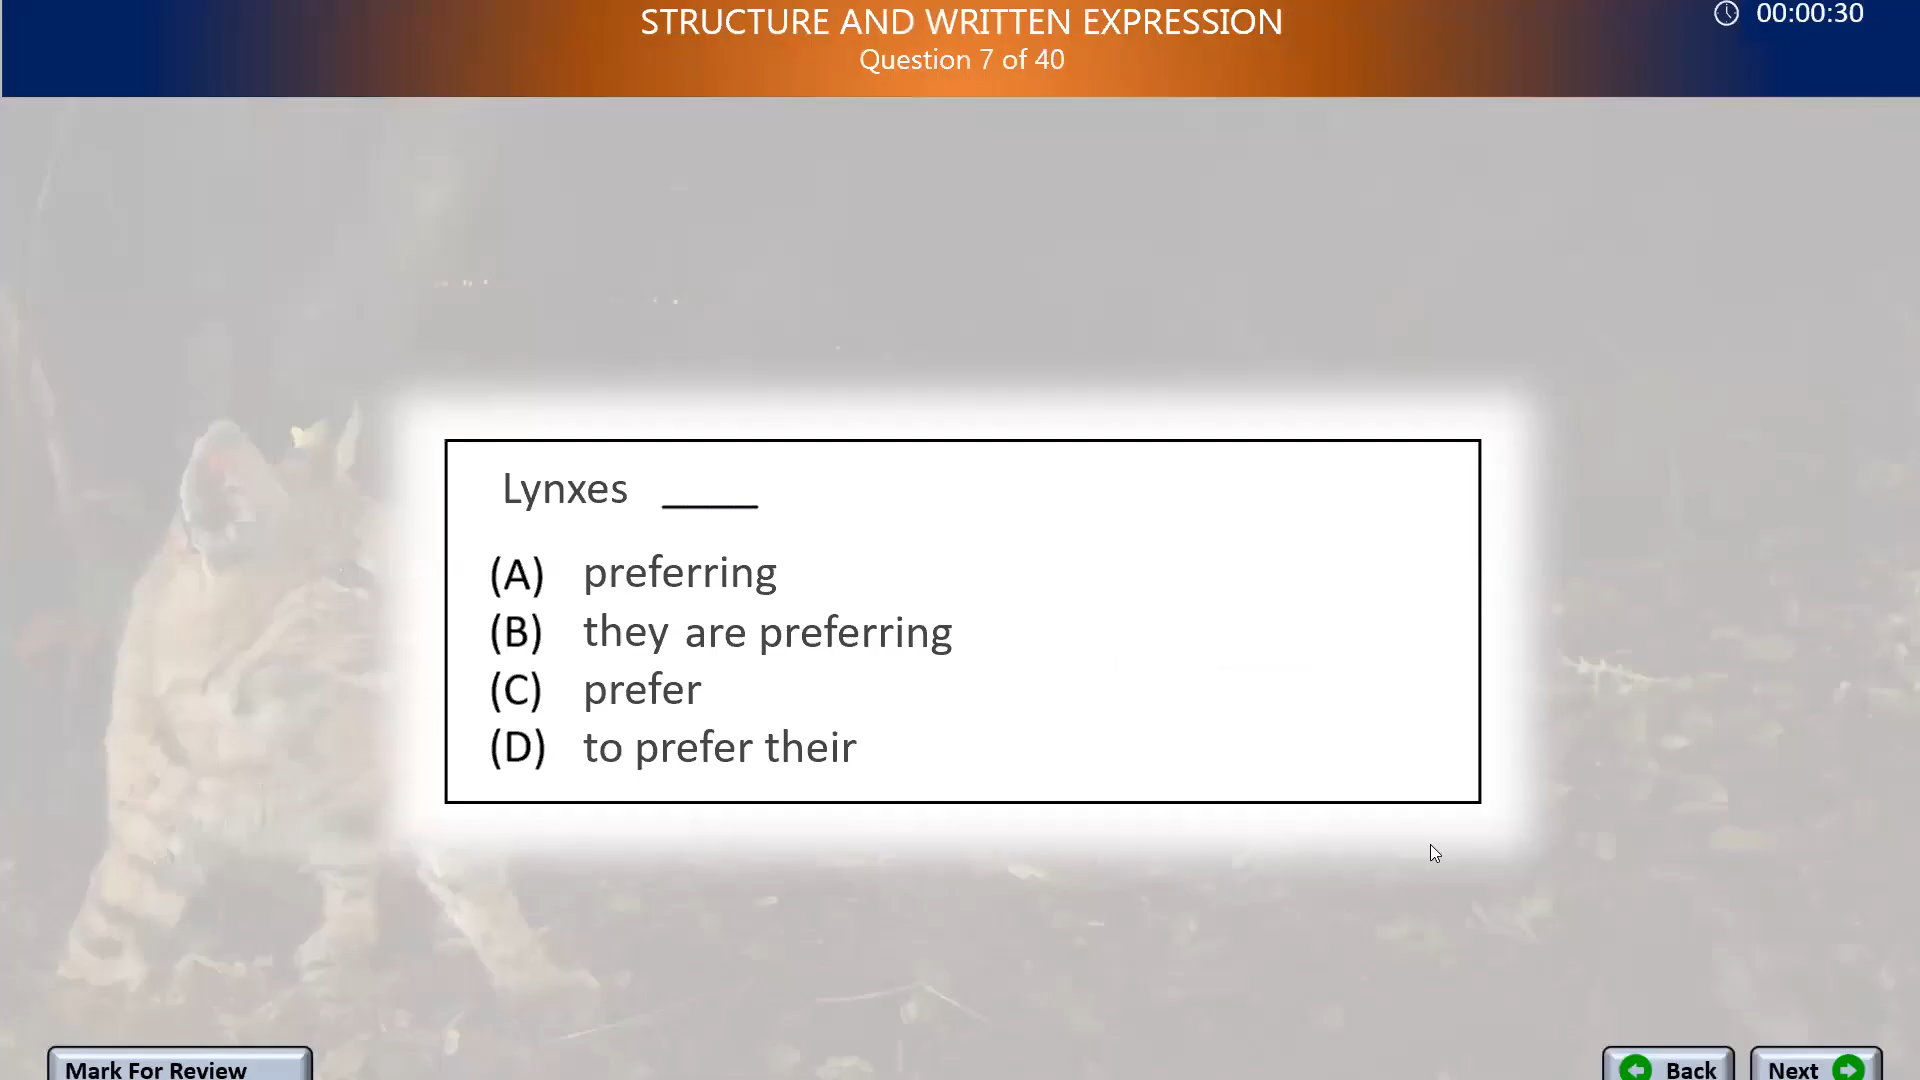 STRUCTURE AND WRITTEN EXPRESSION
00:00:30
Question 7 of 40
Lynxes _____
(A) preferring
(B) they are preferring
(C) prefer
(D) to prefer their
Mark For Review
Back
Next